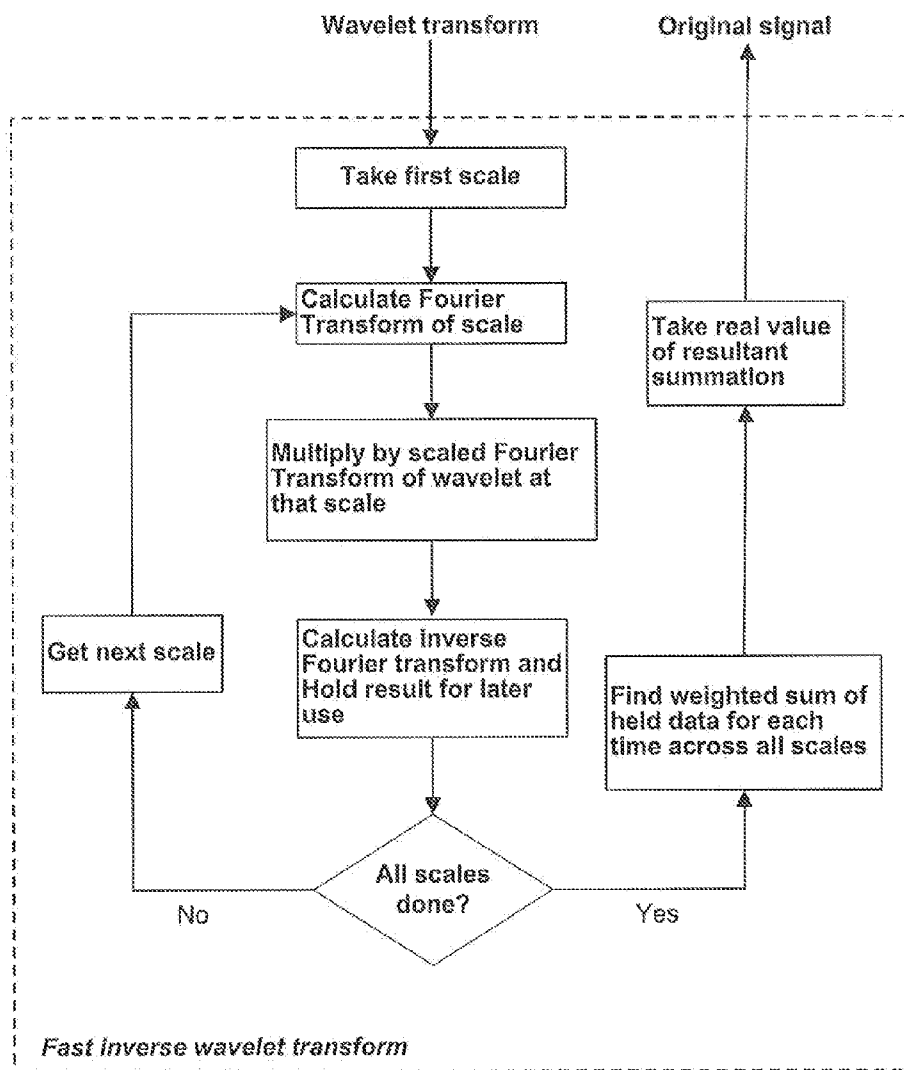 Wavelet transform
Original signal
Take first scale
Calculate Fourier
Transform of scale
Take real value
of resultant
summation
Multiply by scaled Fourier
Transform of wavelet at
that scale
Get next scale
Calculate inverse
Fourier transform and
Hold result for later
use
Find weighted sum of
held data for each
time across all scales
All scales
done?
No
Yes
Fast inverse wavelet transform